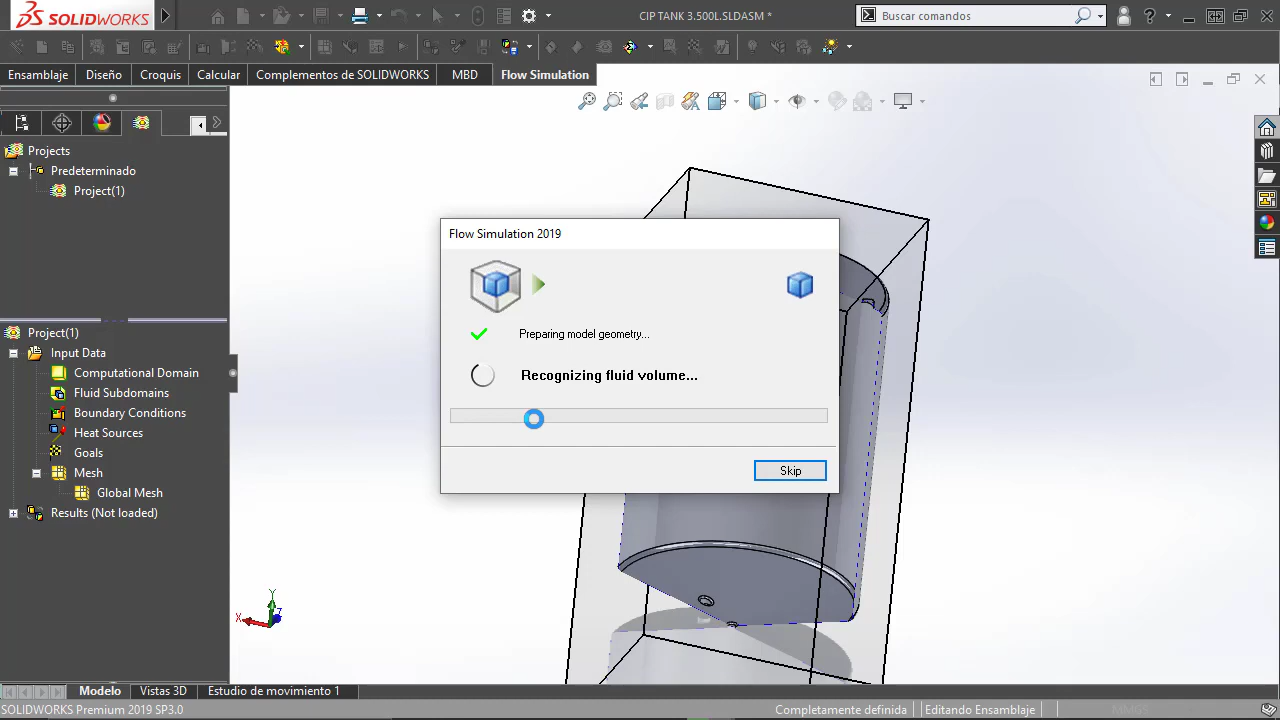 SOLIDWORKS
CIP TANK 3.500L.SLDASM *
Buscar comandos
Ensamblaje
Diseño
Croquis
Calcular
Complementos de SOLIDWORKS
MBD
Flow Simulation
Projects
Predeterminado
Project(1)
Project(1)
Input Data
Computational Domain
Fluid Subdomains
Boundary Conditions
Heat Sources
Goals
Mesh
Global Mesh
Results (Not loaded)
Flow Simulation 2019
Preparing model geometry...
Recognizing fluid volume...
Skip
Y
X
Z
Modelo
Vistas 3D
Estudio de movimiento 1
SOLIDWORKS Premium 2019 SP3.0
Completamente definida
Editando Ensamblaje
MMGS